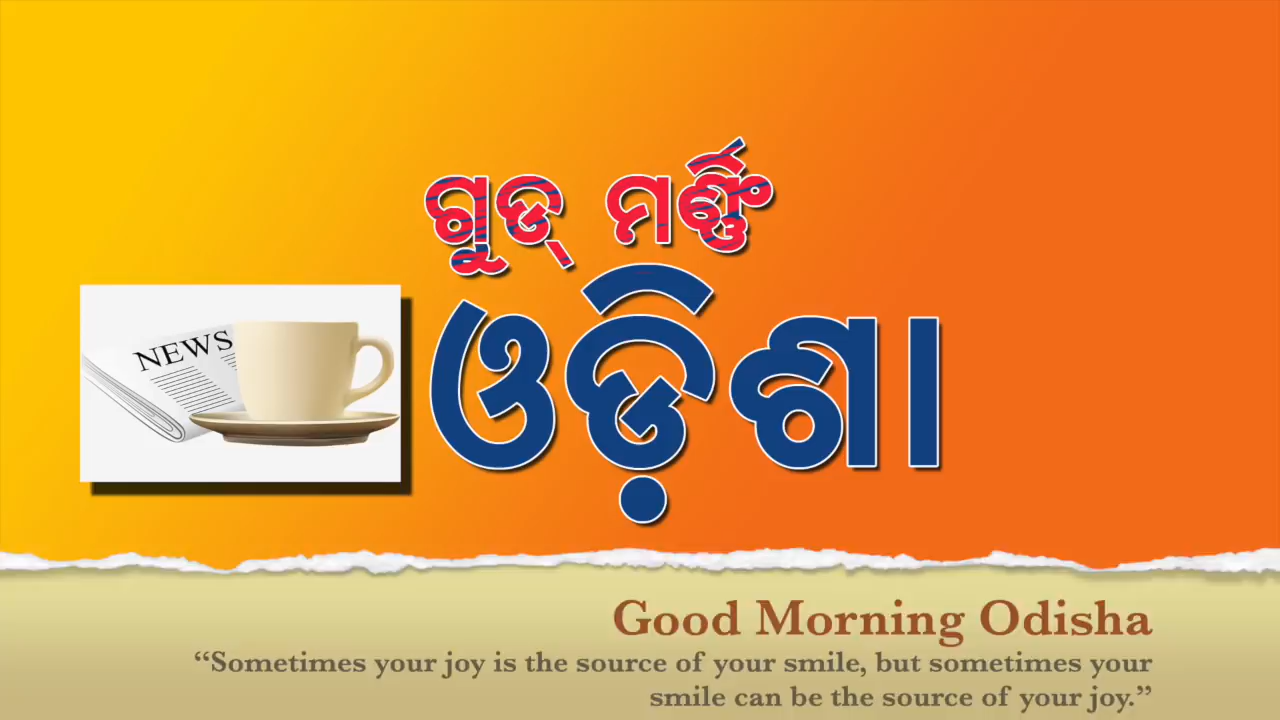 ଗୁଡ୍ ମର୍ଣ୍ଣିଂ
ଓଡ଼ିଶା
NEWS
Good Morning Odisha
“Sometimes your joy is the source of your smile, but sometimes your
smile can be the source of your joy.”